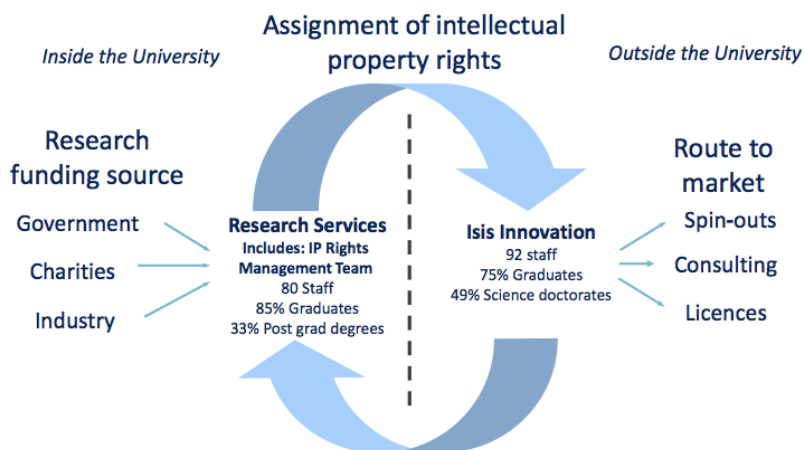 Assignment of intellectual
property rights
Inside the University
Outside the University
Research
funding source
Government
Charities
Industry
Research Services
Includes: IP Rights
Management Team
80 Staff
85% Graduates
33% Post grad degrees
Isis Innovation
92 staff
75% Graduates
49% Science doctorates
Route to
market
Spin-outs
Consulting
Licences